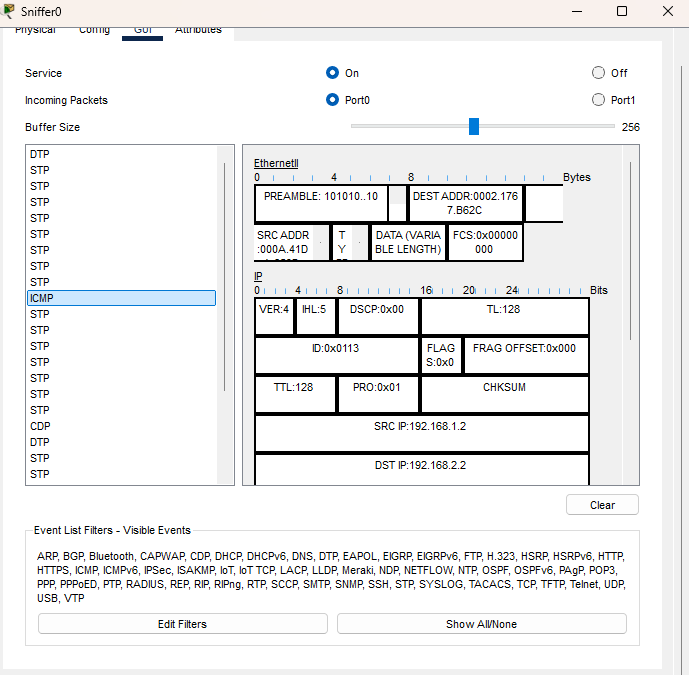 Sniffer0
Physical Config GUI Attributes
Service On Off
Incoming Packets Port0 Port1
Buffer Size 256
DTP
STP
STP
STP
STP
STP
STP
STP
STP
ICMP
STP
STP
STP
STP
STP
STP
STP
CDP
DTP
STP
STP
EthernetII
0 4 8 Bytes
PREAMBLE: 101010..10
DEST ADDR:0002.176
7.B62C
SRC ADDR
:000A.41D
T
Y
DATA (VARIA
BLE LENGTH)
FCS:0x00000
000
IP
0 4 8 16 20 24 Bits
VER:4 IHL:5 DSCP:0x00 TL:128
ID:0x0113
FLAG
S:0x0
FRAG OFFSET:0x000
TTL:128 PRO:0x01 CHKSUM
SRC IP:192.168.1.2
DST IP:192.168.2.2
Clear
Event List Filters - Visible Events
ARP, BGP, Bluetooth, CAPWAP, CDP, DHCP, DHCPv6, DNS, DTP, EAPOL, EIGRP, EIGRPv6, FTP, H.323, HSRP, HSRPv6, HTTP,
HTTPS, ICMP, ICMPv6, IPSec, ISAKMP, IoT, IoT TCP, LACP, LLDP, Meraki, NDP, NETFLOW, NTP, OSPF, OSPFv6, PAgP, POP3,
PPP, PPPoED, PTP, RADIUS, REP, RIP, RIPng, RTP, SCCP, SMTP, SNMP, SSH, STP, SYSLOG, TACACS, TCP, TFTP, Telnet, UDP,
USB, VTP
Edit Filters Show All/None